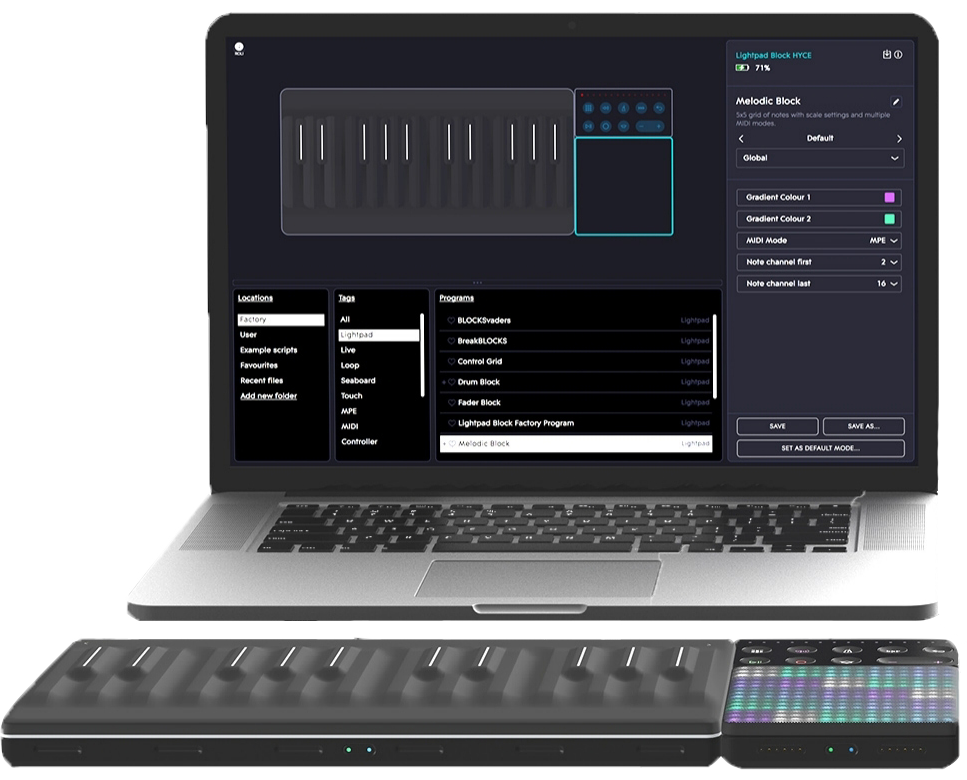 ROLI
Lightpad Block HYCE
71%
Melodic Block
5x5 grid of notes with scale settings and multiple
MIDI modes.
Default
Global
Gradient Colour 1
Gradient Colour 2
MIDI Mode MPE
Note channel first 2
Note channel last 16
SAVE SAVE AS...
SET AS DEFAULT MODE...
Locations
Factory
User
Example scripts
Favourites
Recent files
Add new folder
Tags
All
Lightpad
Live
Loop
Seaboard
Touch
MPE
MIDI
Controller
Programs
BLOCKSvaders Lightpad
BreakBLOCKS Lightpad
Control Grid Lightpad
Drum Block Lightpad
Fader Block Lightpad
Lightpad Block Factory Program Lightpad
Melodic Block Lightpad